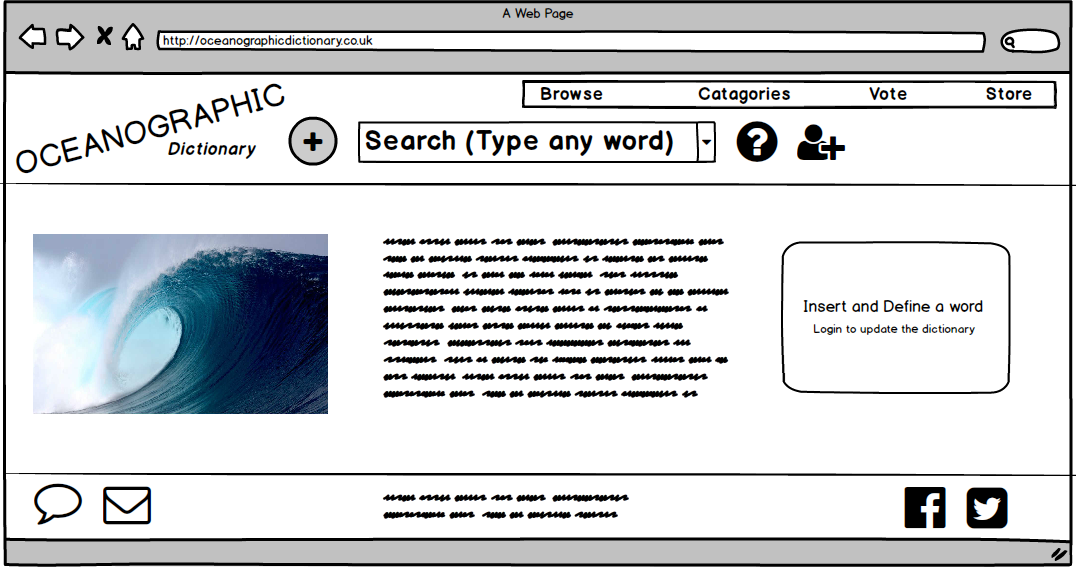 A Web Page
http://oceanographicdictionary.co.uk
Browse Catagories Vote Store
OCEANOGRAPHIC
Dictionary
Search (Type any word)
Insert and Define a word
Login to update the dictionary